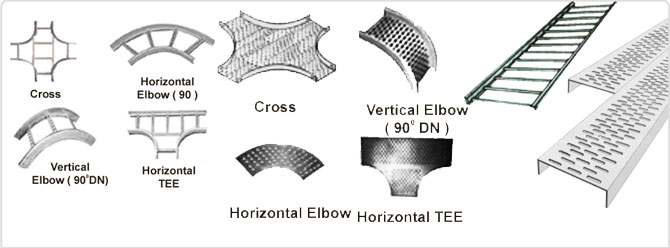 Cross
Horizontal
Elbow ( 90 )
Vertical
Elbow ( 90°DN)
Horizontal
TEE
Cross
Vertical Elbow
( 90° DN )
Horizontal Elbow
Horizontal TEE